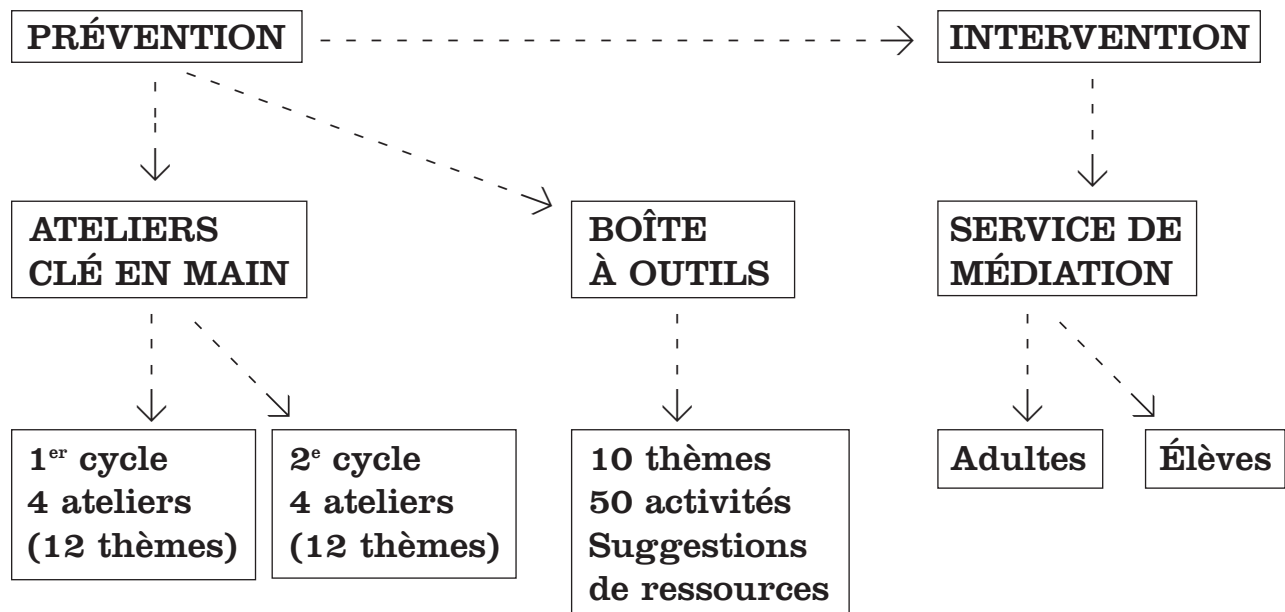 PRÉVENTION
INTERVENTION
ATELIERS
CLÉ EN MAIN
BOÎTE
À OUTILS
SERVICE DE
MÉDIATION
1er cycle
4 ateliers
(12 thèmes)
2e cycle
4 ateliers
(12 thèmes)
10 thèmes
50 activités
Suggestions
de ressources
Adultes
Élèves